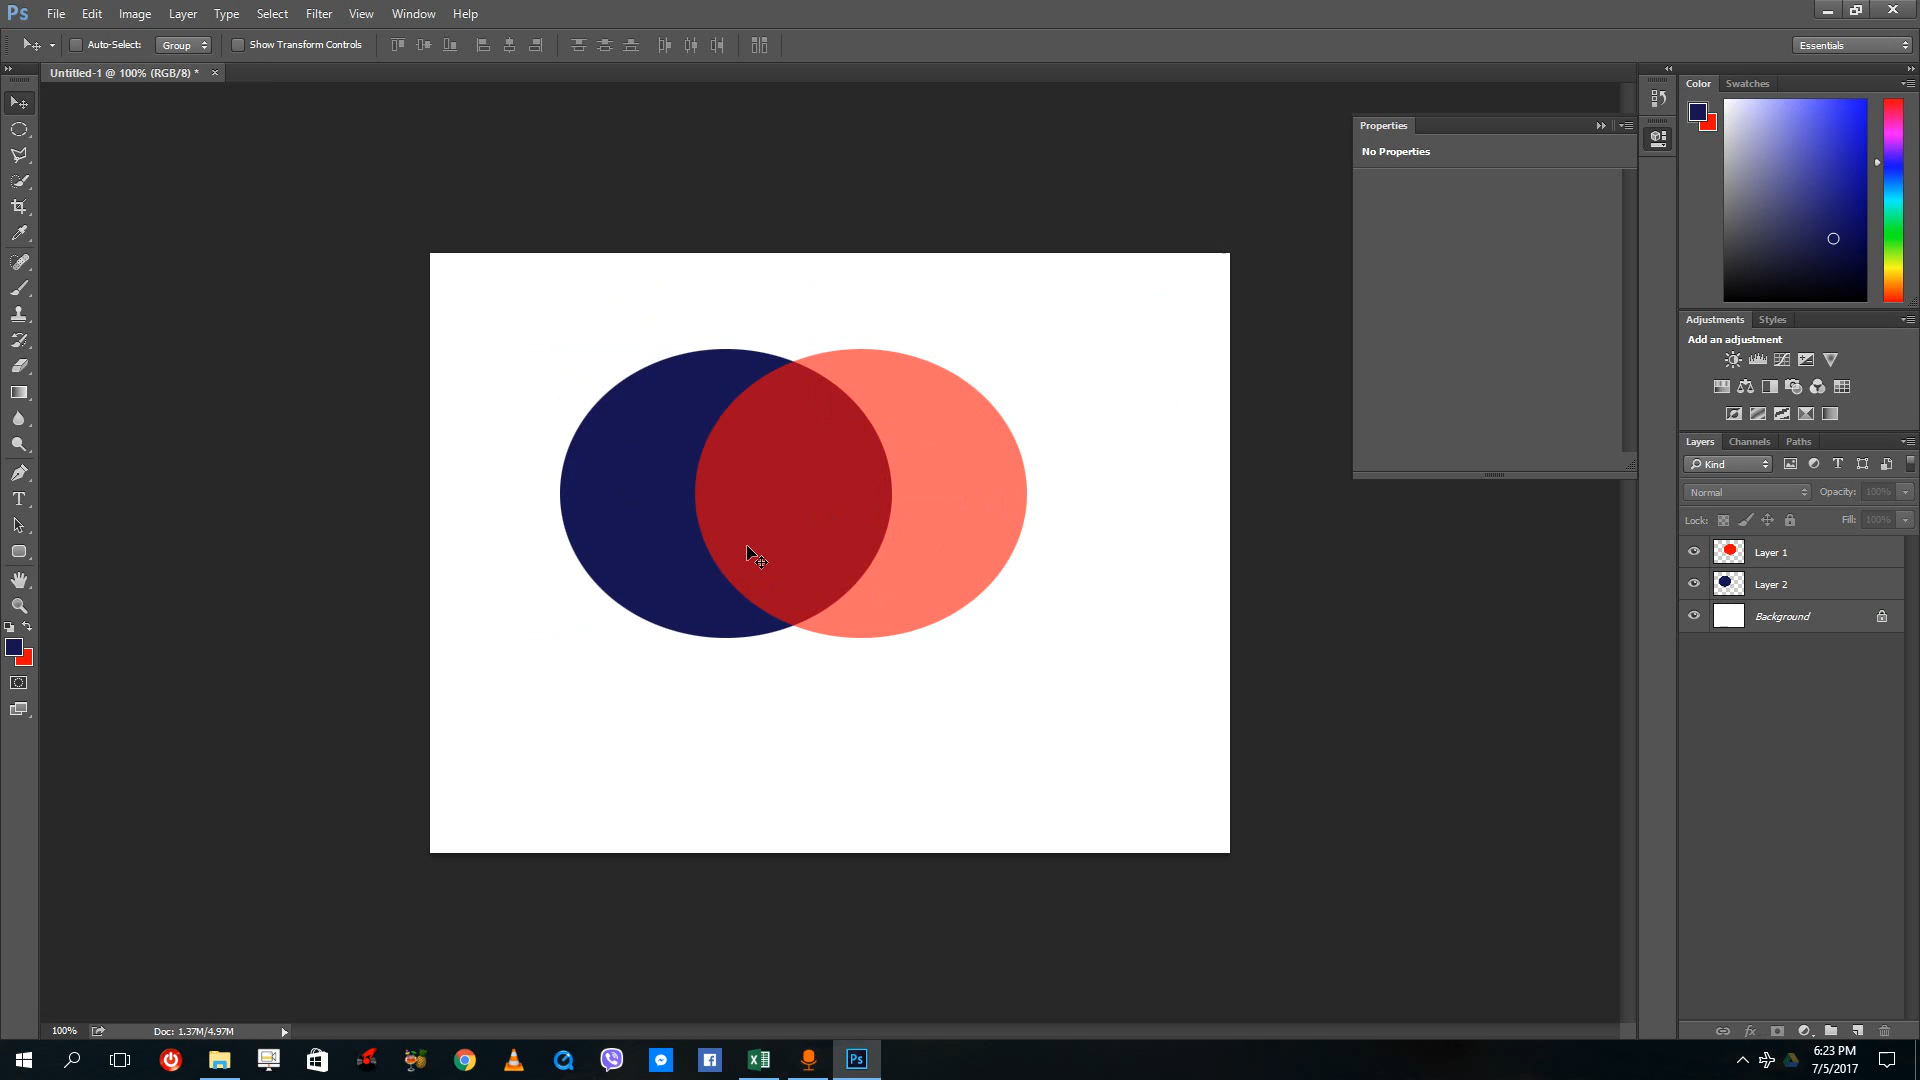 Ps File Edit Image Layer Type Select Filter View Window Help
Auto-Select: Group Show Transform Controls Essentials
Untitled-1 @ 100% (RGB/8) * ×
Color Swatches
Properties
No Properties
Adjustments Styles
Add an adjustment
Layers Channels Paths
Kind
Normal Opacity: 100%
Lock: Fill: 100%
Layer 1
Layer 2
Background
100% Doc: 1.37M/4.97M
Ps
6:23 PM
7/5/2017